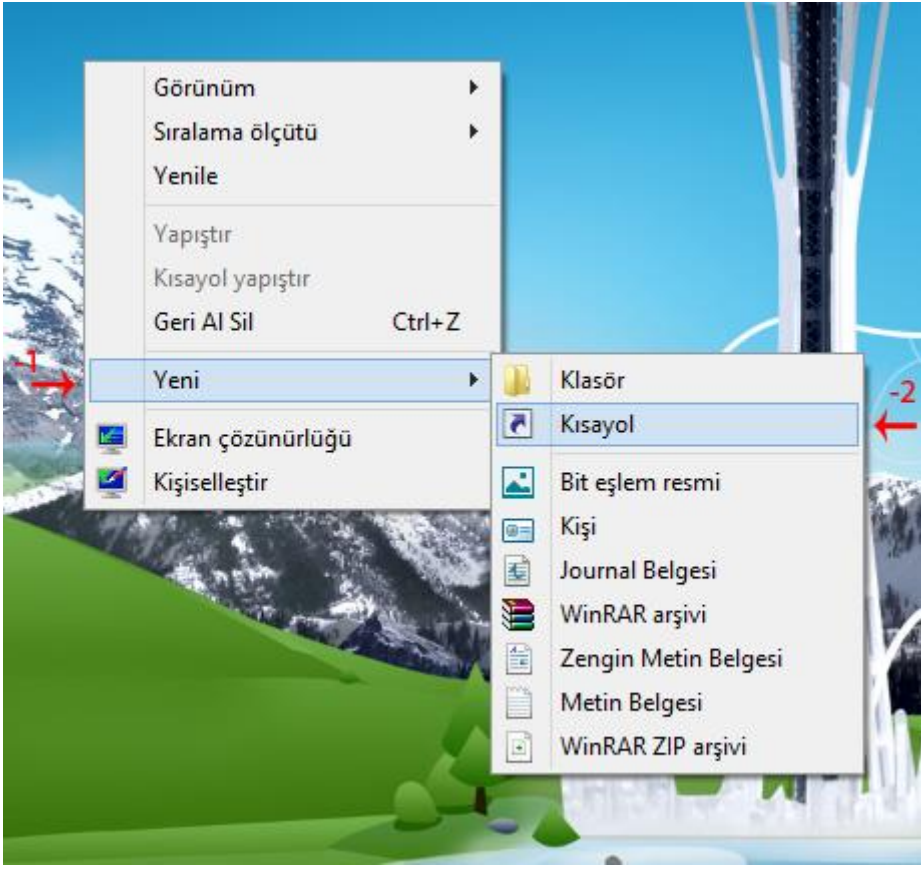 Görünüm
Sıralama ölçütü
Yenile
Yapıştır
Kısayol yapıştır
Geri Al Sil Ctrl+Z
-1
Yeni
Ekran çözünürlüğü
Kişiselleştir
Klasör
-2
Kısayol
Bit eşlem resmi
Kişi
Journal Belgesi
WinRAR arşivi
Zengin Metin Belgesi
Metin Belgesi
WinRAR ZIP arşivi